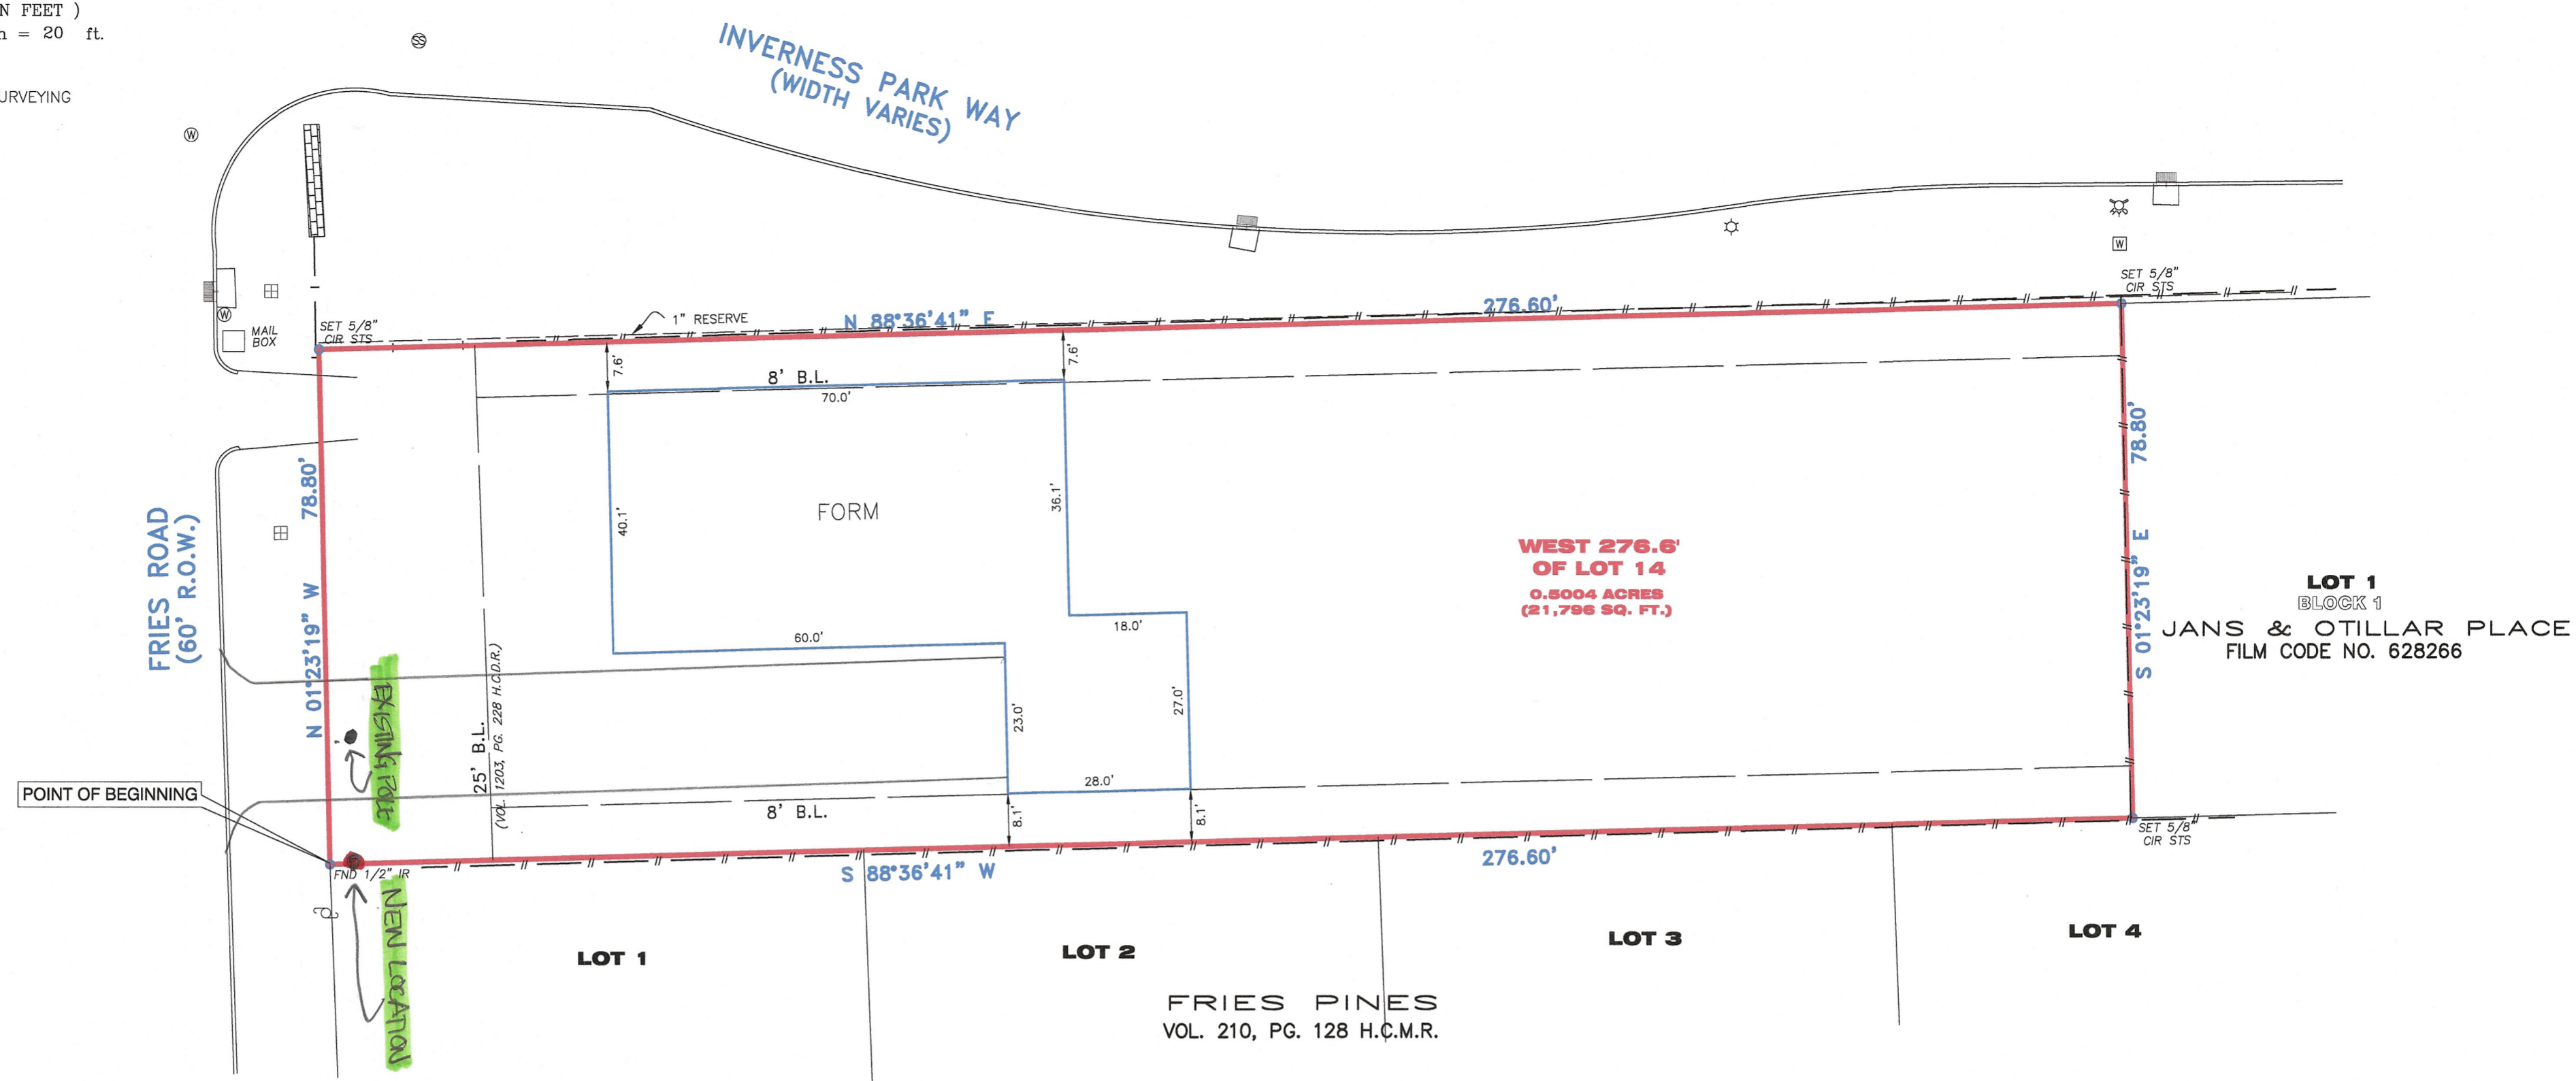 N FEET )
= 20 ft.
URVEYING
SS
W
INVERNESS PARK WAY
(WIDTH VARIES)
W
MAIL
BOX
W
SET 5/8"
CIR STS
1" RESERVE
N 88°36'41" E
276.60'
SET 5/8"
CIR STS
7.6'
7.6'
8' B.L.
70.0'
FRIES ROAD
(60' R.O.W.)
N 01°23'19" W 78.80'
40.1'
FORM
36.1'
60.0'
18.0'
23.0'
27.0'
28.0'
8.1'
8.1'
WEST 276.6'
OF LOT 14
0.5004 ACRES
(21,796 SQ. FT.)
S 01°23'19" E 78.80'
LOT 1
BLOCK 1
JANS & OTILLAR PLACE
FILM CODE NO. 628266
EXISTING POLE
25' B.L.
(VOL. 1203, PG. 228 H.C.D.R.)
POINT OF BEGINNING
8' B.L.
FND 1/2" IR
S 88°36'41" W
276.60'
SET 5/8"
CIR STS
NEW LOCATION
LOT 1
LOT 2
LOT 3
LOT 4
FRIES PINES
VOL. 210, PG. 128 H.C.M.R.